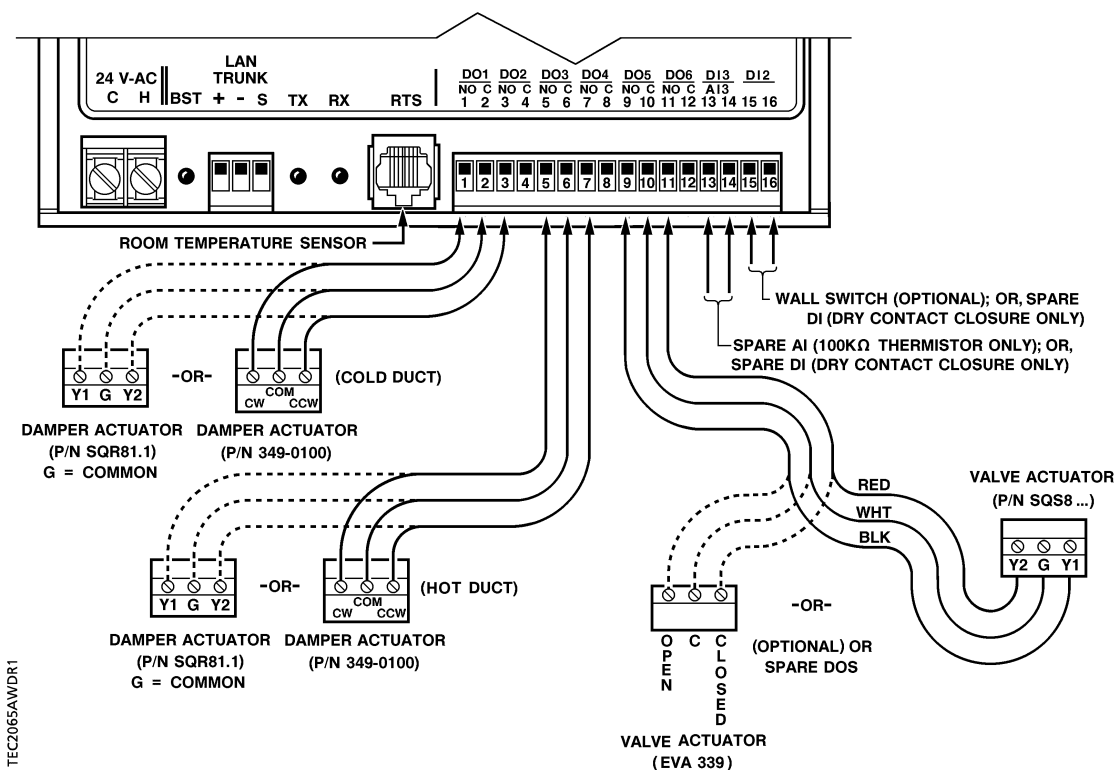 24 V-AC
C H
BST
LAN
TRUNK
+ - S
TX
RX
RTS
DO1 DO2 DO3 DO4 DO5 DO6 DI3 DI2
NO C NO C NO C NO C NO C NO C AI3
1 2 3 4 5 6 7 8 9 10 11 12 13 14 15 16
1 2 3 4 5 6 7 8 9 10 11 12 13 14 15 16
ROOM TEMPERATURE SENSOR
WALL SWITCH (OPTIONAL); OR, SPARE
DI (DRY CONTACT CLOSURE ONLY)
SPARE AI (100KΩ THERMISTOR ONLY); OR,
SPARE DI (DRY CONTACT CLOSURE ONLY)
Y1 G Y2
-OR-
COM
CW CCW
(COLD DUCT)
DAMPER ACTUATOR
(P/N SQR81.1)
G = COMMON
DAMPER ACTUATOR
(P/N 349-0100)
RED
WHT
BLK
VALVE ACTUATOR
(P/N SQS8 ...)
Y2 G Y1
Y1 G Y2
-OR-
COM
CW CCW
(HOT DUCT)
DAMPER ACTUATOR
(P/N SQR81.1)
G = COMMON
DAMPER ACTUATOR
(P/N 349-0100)
OPEN
C
CLOSED
-OR-
(OPTIONAL) OR
SPARE DOS
VALVE ACTUATOR
(EVA 339)
TEC2065AWDR1